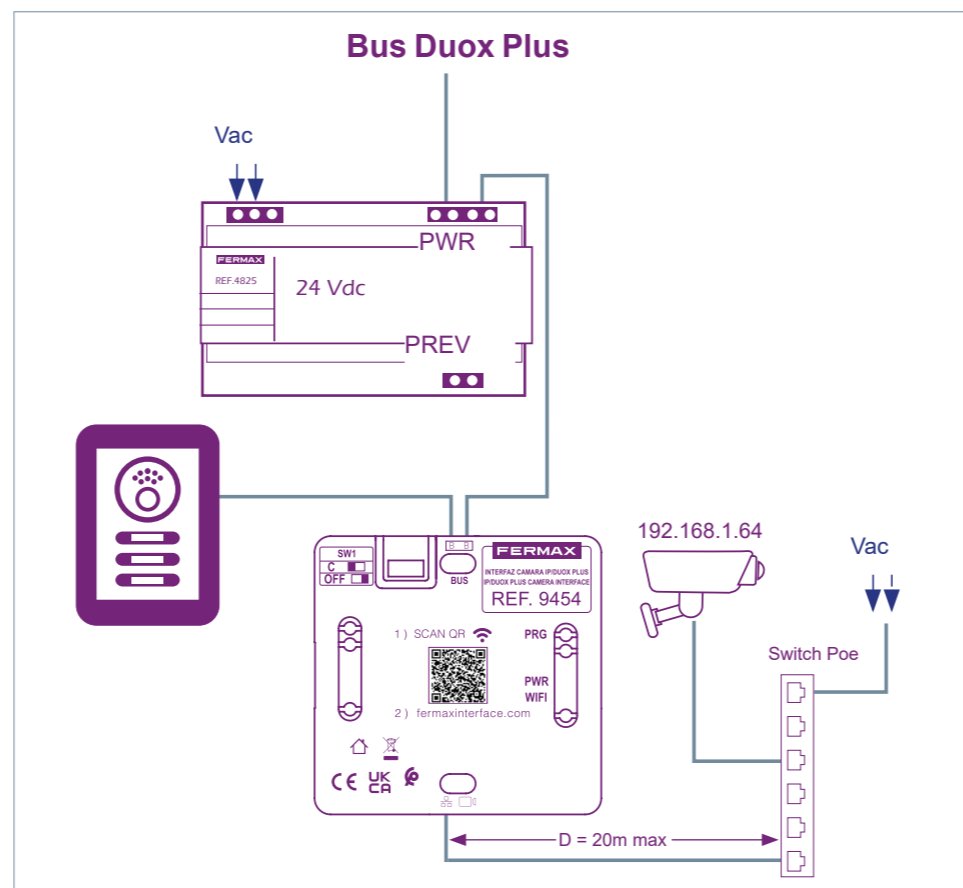 Bus Duox Plus
Vac
PWR
FERMAX
REF.4825
24 Vdc
PREV
SW1
C
OFF
B B
BUS
FERMAX
INTERFAZ CAMARA IP/DUOX PLUS
IP/DUOX PLUS CAMERA INTERFACE
REF. 9454
1 ) SCAN QR
PRG
PWR
WIFI
2 ) fermaxinterface.com
CE UK CA
192.168.1.64
Vac
Switch Poe
D = 20m max